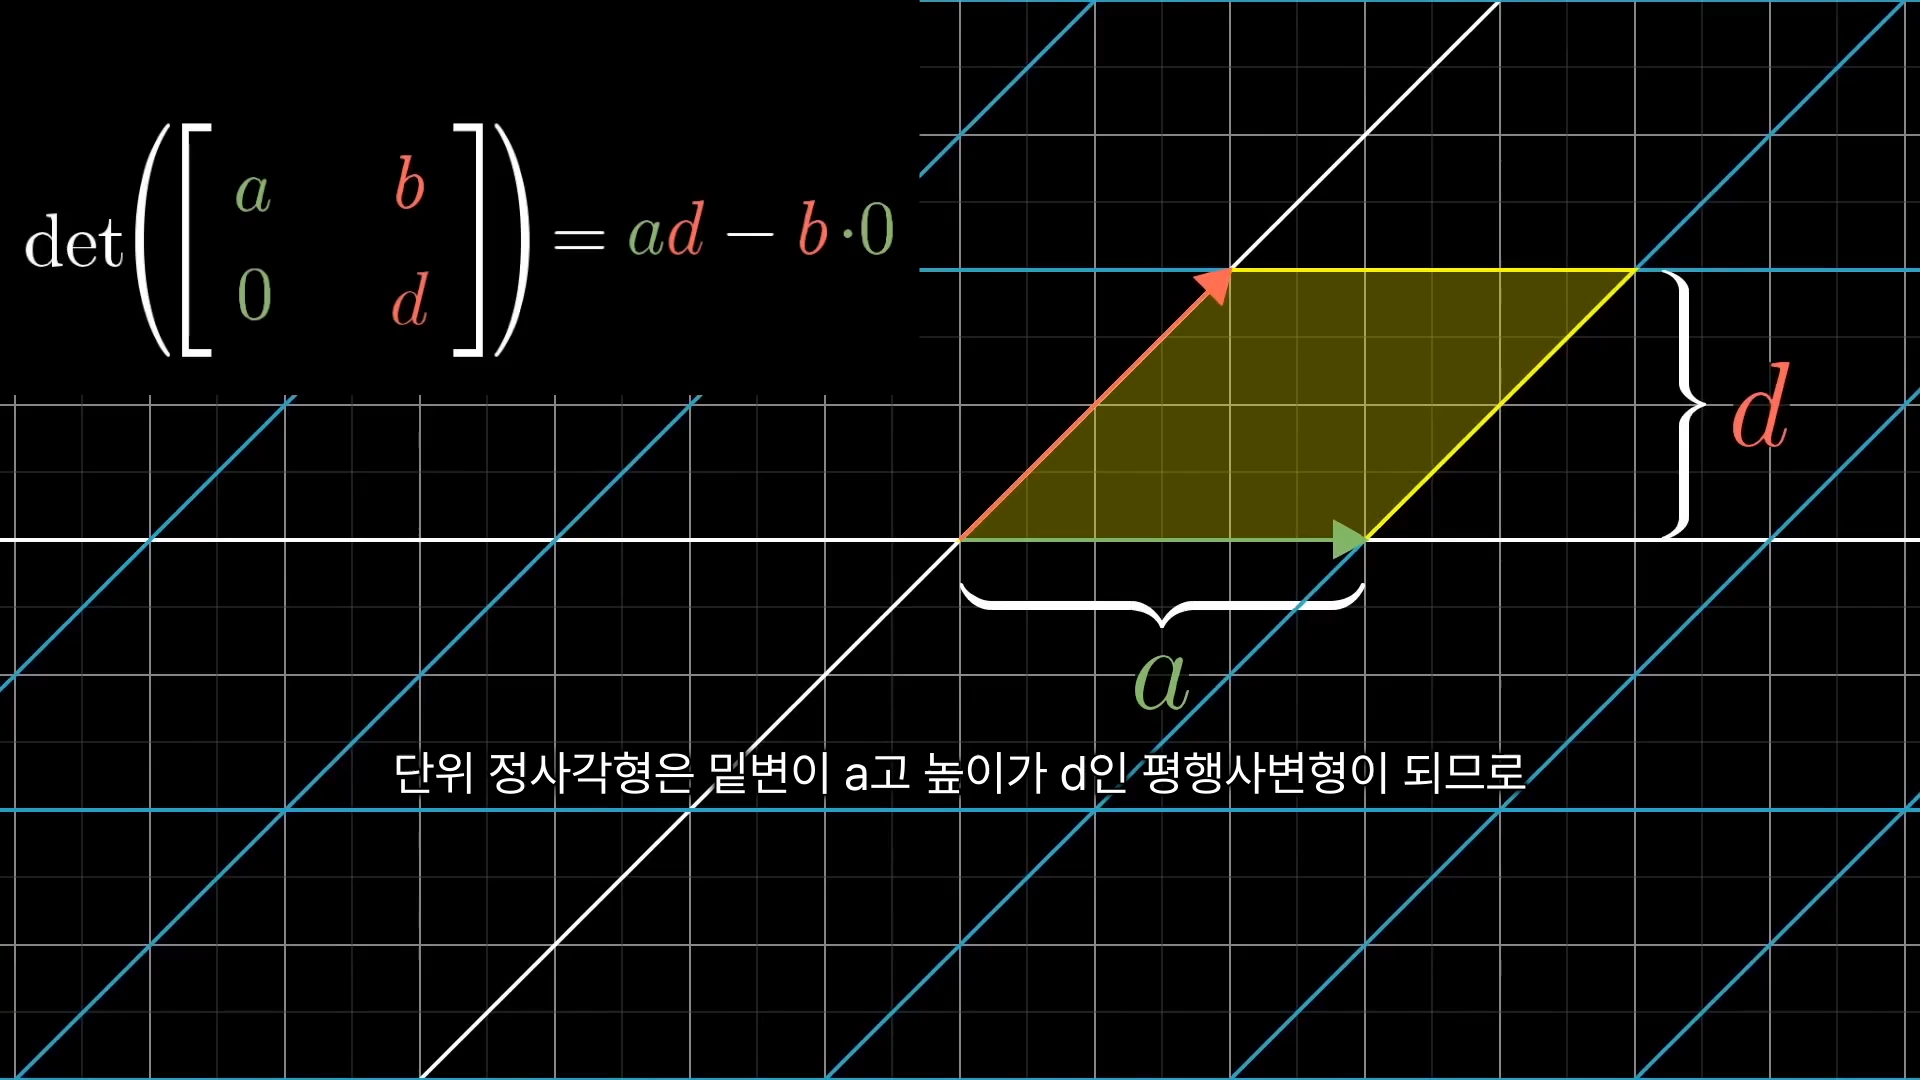 det([a b
0 d]) = ad − b·0
d
a
단위 정사각형은 밑변이 a고 높이가 d인 평행사변형이 되므로